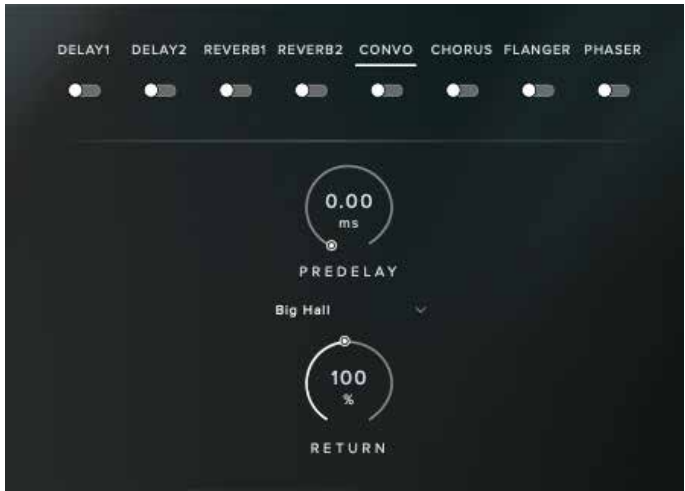 DELAY1 DELAY2 REVERB1 REVERB2 CONVO CHORUS FLANGER PHASER
0.00
ms
PREDELAY
Big Hall
100
%
RETURN